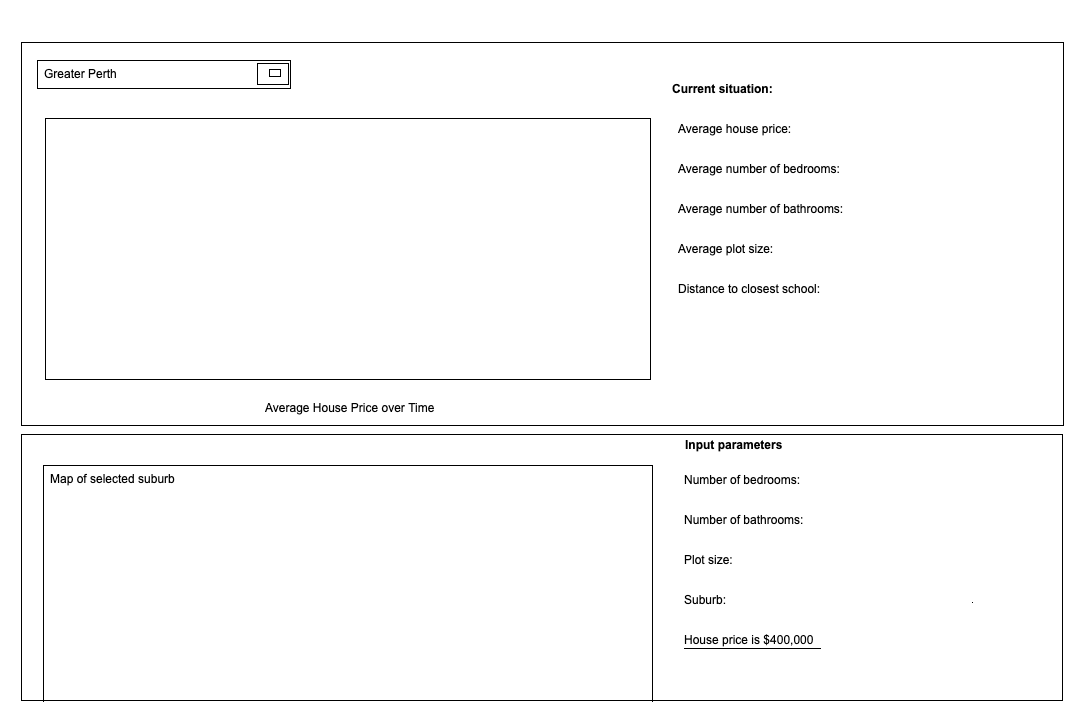 Greater Perth
Current situation:
Average house price:
Average number of bedrooms:
Average number of bathrooms:
Average plot size:
Distance to closest school:
Average House Price over Time
Input parameters
Map of selected suburb
Number of bedrooms:
Number of bathrooms:
Plot size:
Suburb:
House price is $400,000